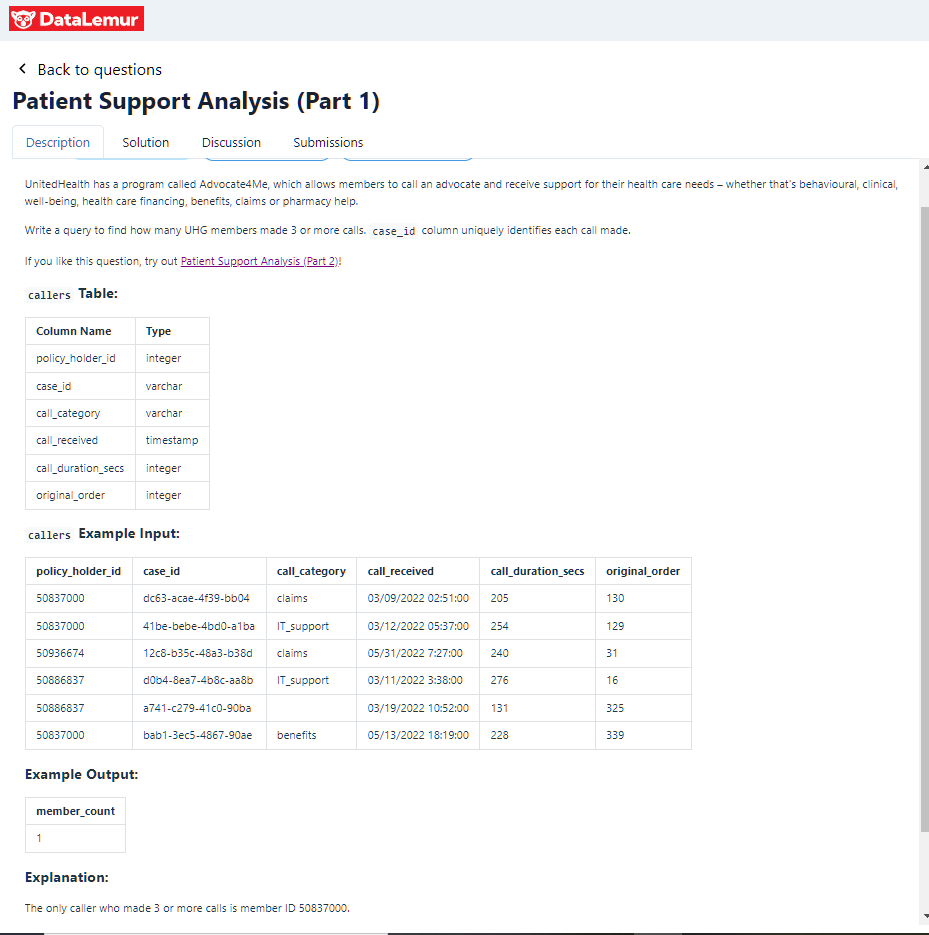 DataLemur
Back to questions
Patient Support Analysis (Part 1)
Description Solution Discussion Submissions
UnitedHealth has a program called Advocate4Me, which allows members to call an advocate and receive support for their health care needs – whether that's behavioural, clinical,
well-being, health care financing, benefits, claims or pharmacy help.
Write a query to find how many UHG members made 3 or more calls. case_id column uniquely identifies each call made.
If you like this question, try out Patient Support Analysis (Part 2)!
callers Table:
Column Name Type
policy_holder_id integer
case_id varchar
call_category varchar
call_received timestamp
call_duration_secs integer
original_order integer
callers Example Input:
policy_holder_id case_id call_category call_received call_duration_secs original_order
50837000 dc63-acae-4f39-bb04 claims 03/09/2022 02:51:00 205 130
50837000 41be-bebe-4bd0-a1ba IT_support 03/12/2022 05:37:00 254 129
50936674 12c8-b35c-48a3-b38d claims 05/31/2022 7:27:00 240 31
50886837 d0b4-8ea7-4b8c-aa8b IT_support 03/11/2022 3:38:00 276 16
50886837 a741-c279-41c0-90ba 03/19/2022 10:52:00 131 325
50837000 bab1-3ec5-4867-90ae benefits 05/13/2022 18:19:00 228 339
Example Output:
member_count
1
Explanation:
The only caller who made 3 or more calls is member ID 50837000.